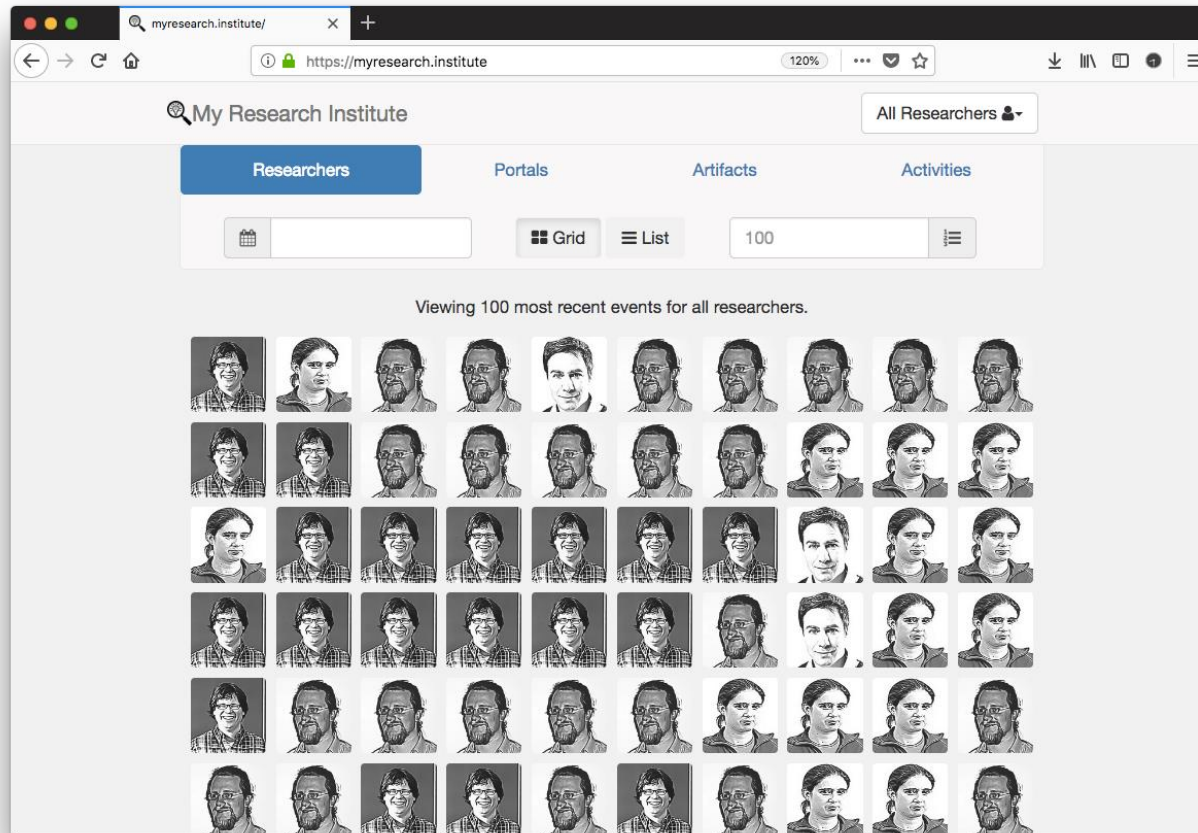 myresearch.institute/
https://myresearch.institute
120%
My Research Institute
All Researchers
Researchers
Portals
Artifacts
Activities
Grid
List
100
Viewing 100 most recent events for all researchers.